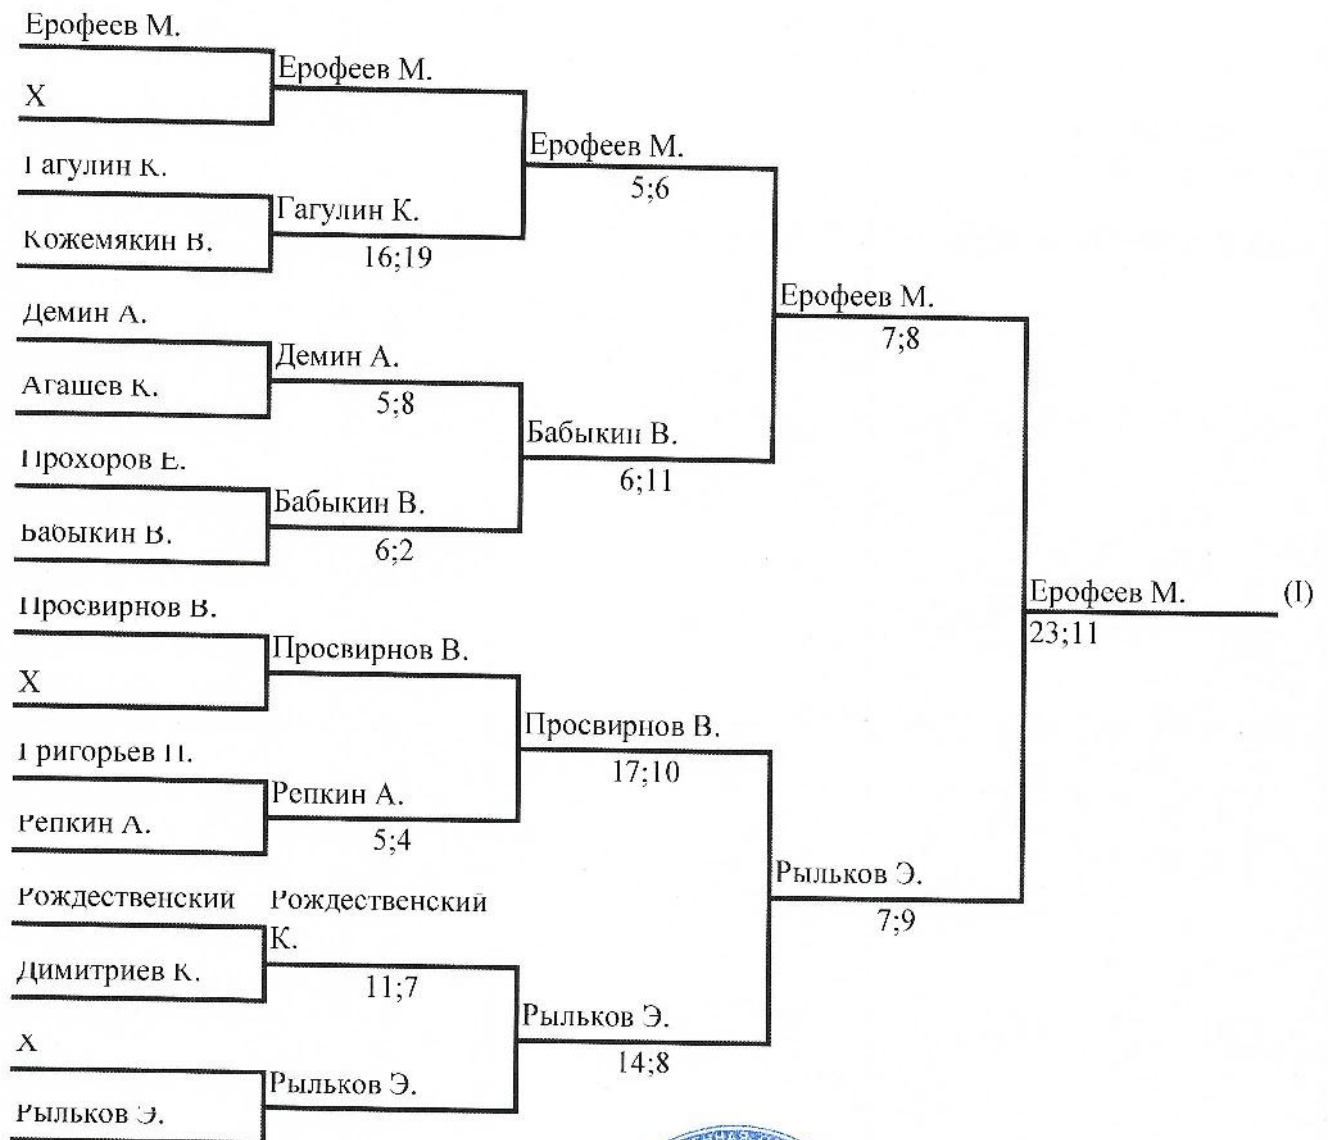 Ерофеев М.
Х
Гагулин К.
Кожемякин В.
Демин А.
Агашев К.
Прохоров Е.
Бабыкин В.
Просвирнов В.
Х
Григорьев П.
Репкин А.
Рождественский
Димитриев К.
Х
Рыльков Э.
Ерофеев М.
Гагулин К.
16;19
Демин А.
5;8
Бабыкин В.
6;2
Просвирнов В.
Репкин А.
5;4
Рождественский
К.
11;7
Рыльков Э.
Ерофеев М.
5;6
Бабыкин В.
6;11
Просвирнов В.
17;10
Рыльков Э.
14;8
Ерофеев М.
7;8
Рыльков Э.
7;9
Ерофеев М. (I)
23;11